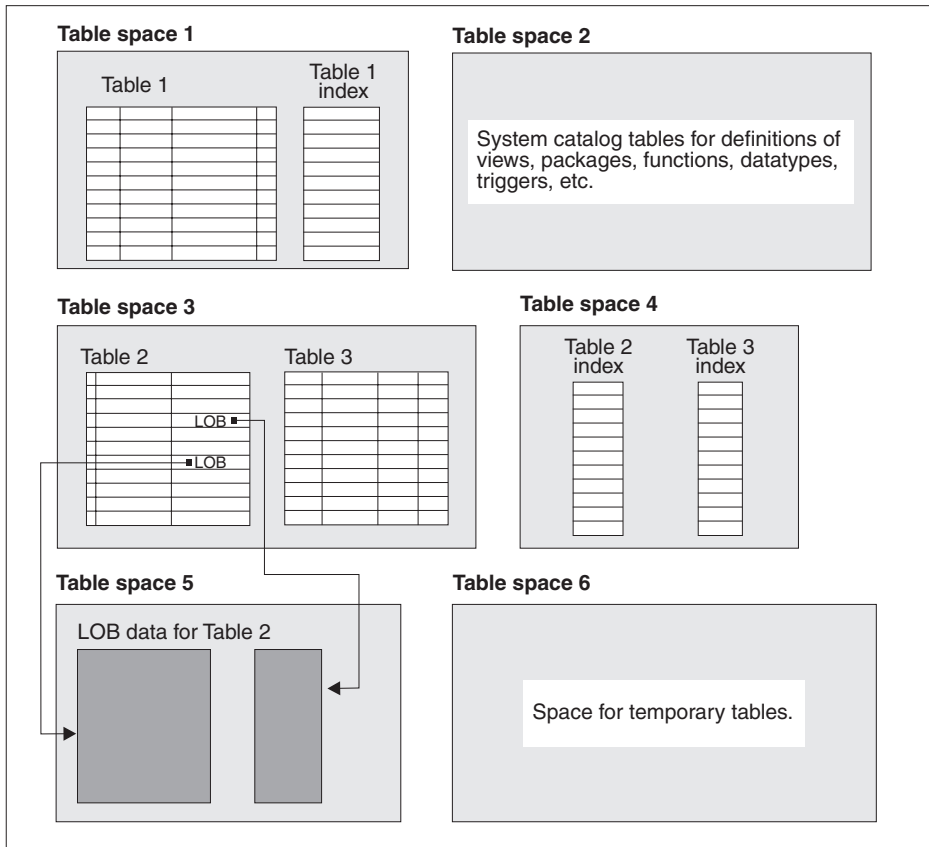 Table space 1
Table space 2
Table 1
Table 1
index
System catalog tables for definitions of
views, packages, functions, datatypes,
triggers, etc.
Table space 3
Table space 4
Table 2
Table 3
LOB
LOB
Table 2
index
Table 3
index
Table space 5
Table space 6
LOB data for Table 2
Space for temporary tables.